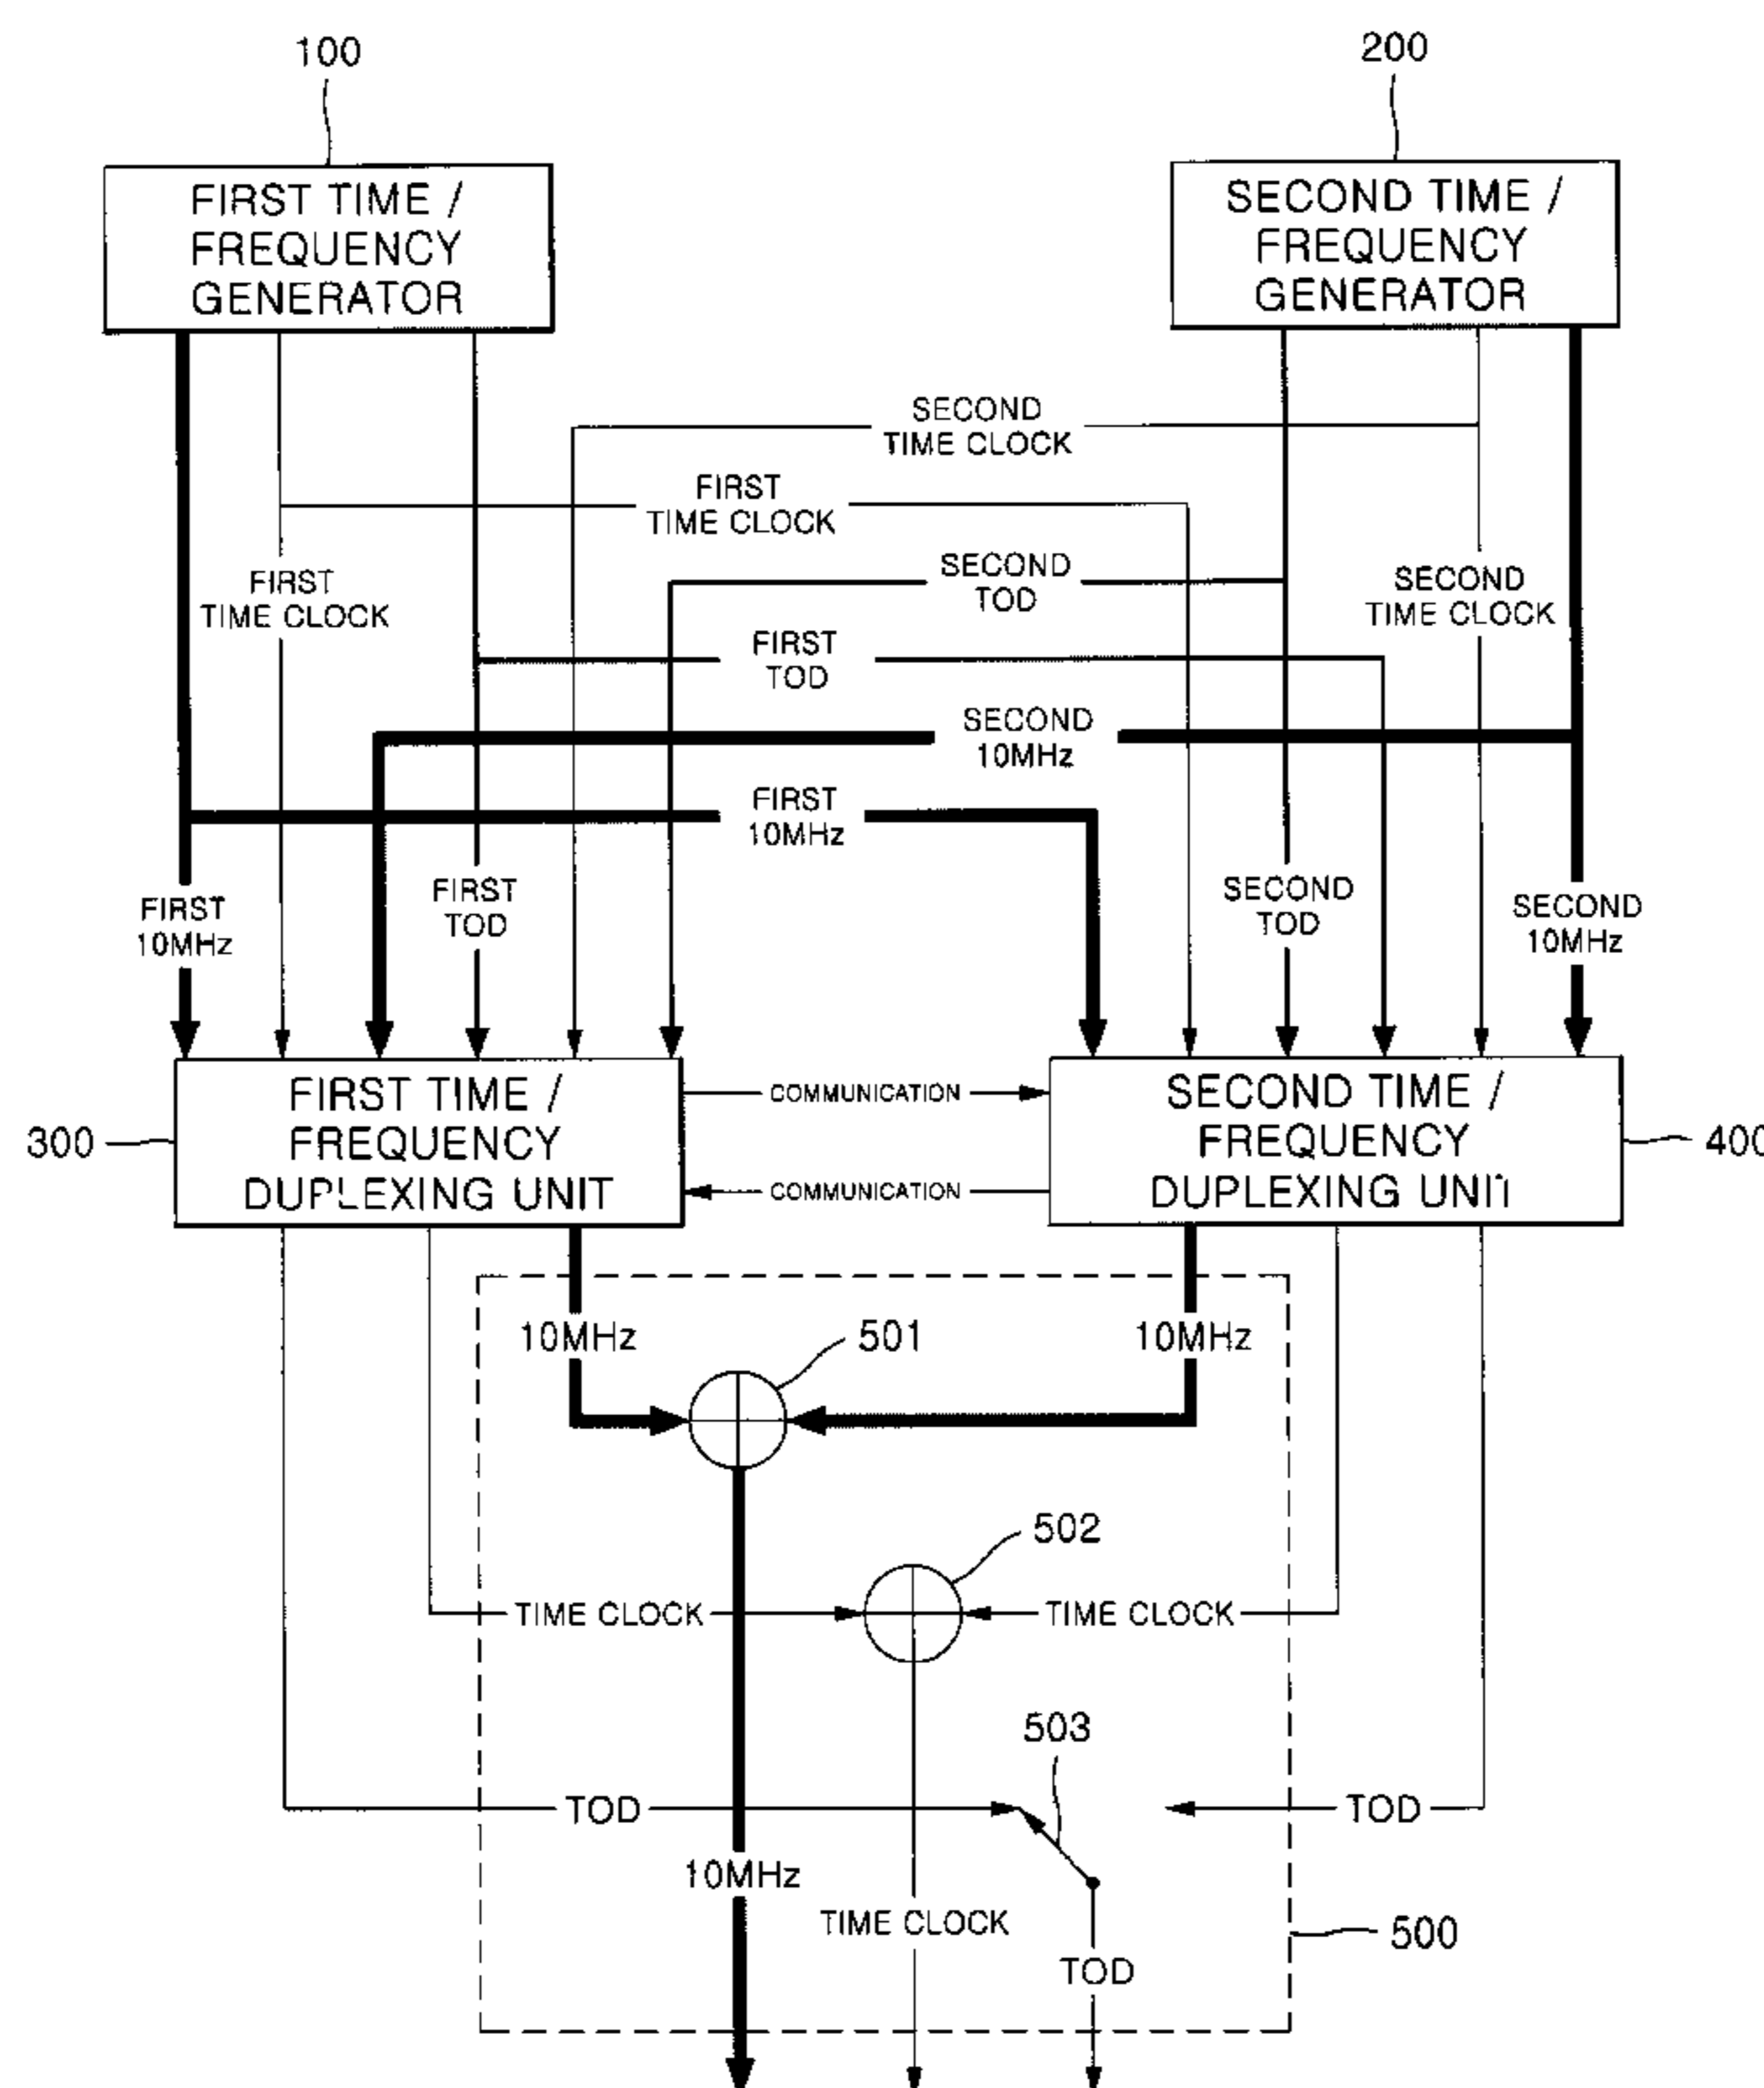 100
200
FIRST TIME /
FREQUENCY
GENERATOR
SECOND TIME /
FREQUENCY
GENERATOR
SECOND
TIME CLOCK
FIRST
TIME CLOCK
FIRST
TIME CLOCK
SECOND
TOD
SECOND
TIME CLOCK
FIRST
TOD
SECOND
10MHz
FIRST
10MHz
FIRST
10MHz
FIRST
TOD
SECOND
TOD
SECOND
10MHz
300
FIRST TIME /
FREQUENCY
DUPLEXING UNIT
COMMUNICATION
COMMUNICATION
SECOND TIME /
FREQUENCY
DUPLEXING UNIT
400
10MHz
501
10MHz
502
TIME CLOCK
TIME CLOCK
503
TOD
TOD
10MHz
TIME CLOCK
500
TOD